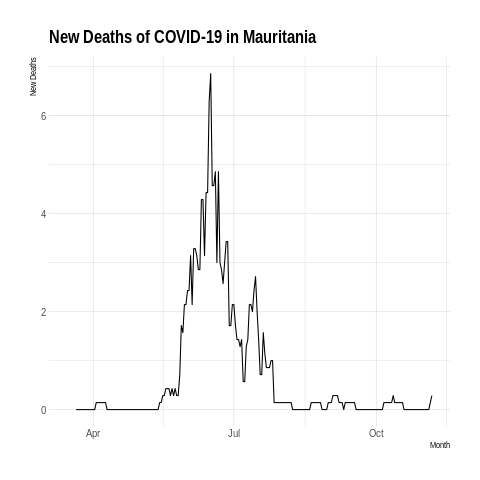 New Deaths of COVID-19 in Mauritania
New Deaths
6
4
2
0
Apr Jul Oct
Month